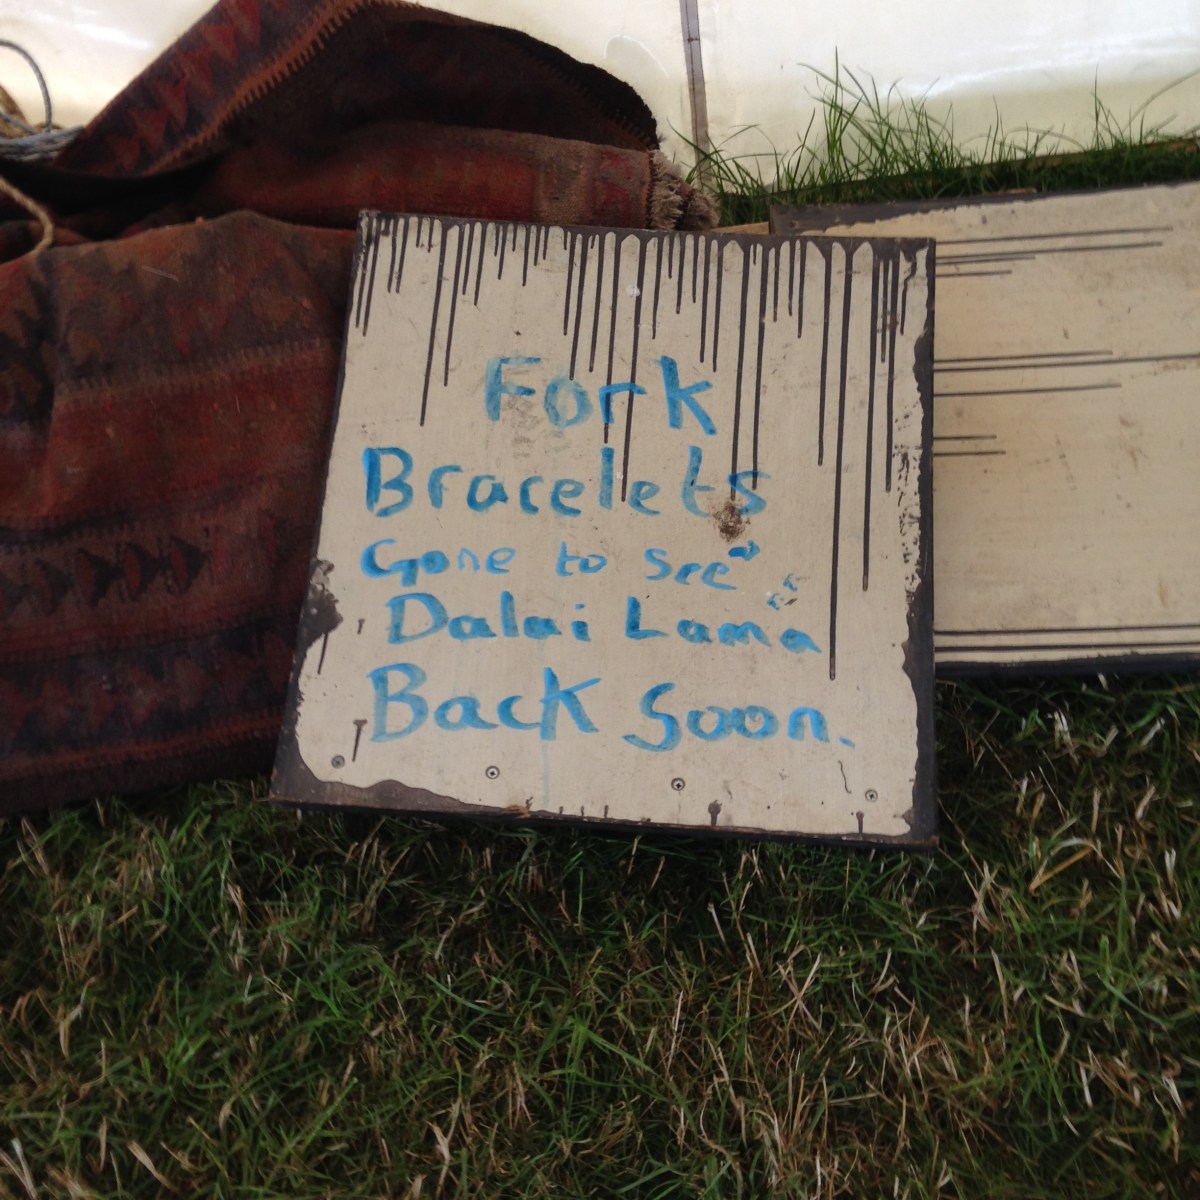 Fork
Bracelets
Gone to see
Dalai Lama
Back Soon.